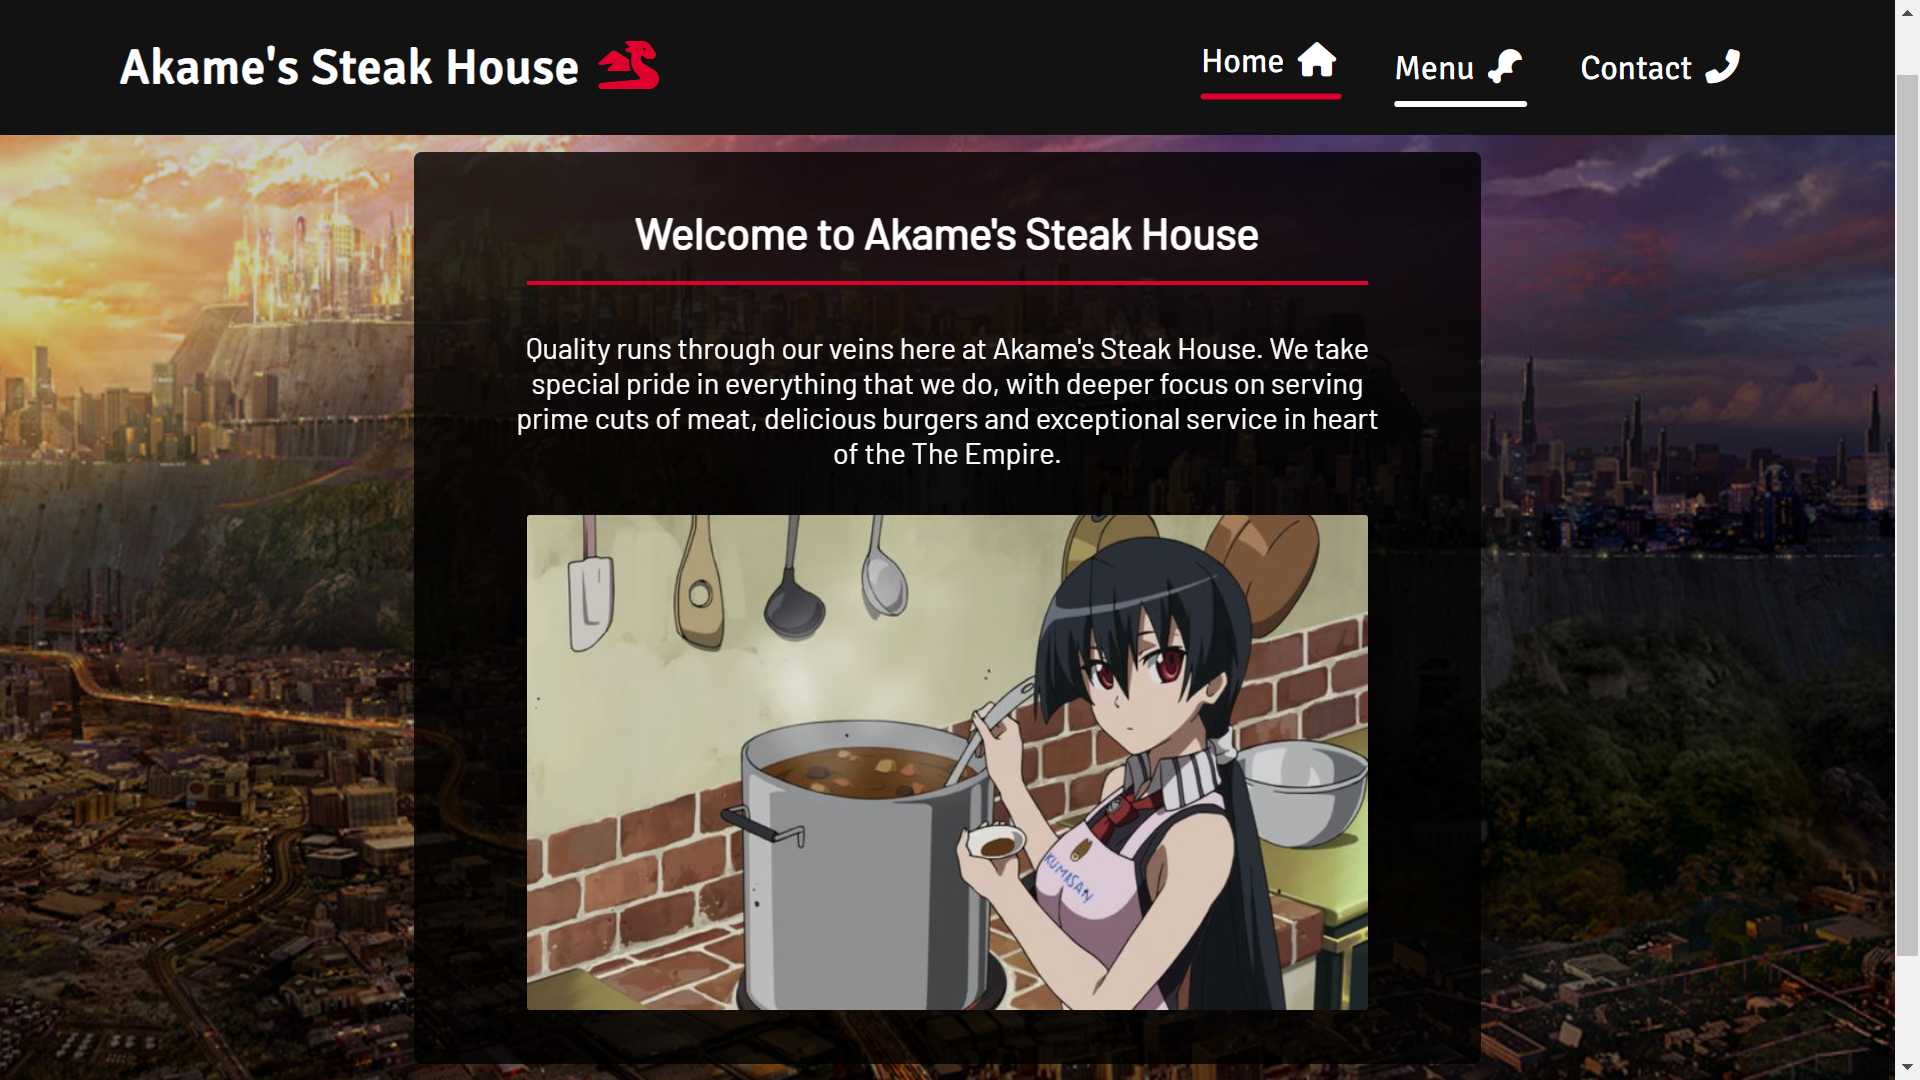 Akame's Steak House
Home
Menu
Contact
Welcome to Akame's Steak House
Quality runs through our veins here at Akame's Steak House. We take
special pride in everything that we do, with deeper focus on serving
prime cuts of meat, delicious burgers and exceptional service in heart
of the The Empire.
KUMASAN